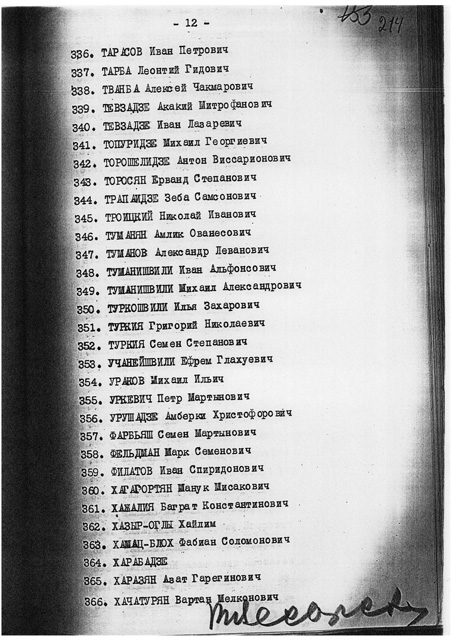 - 12 -
153
214
336. ТАРАСОВ Иван Петрович
337. ТАРБА Леонтий Гидович
338. ТВАНБА Алексей Чакмарович
339. ТЕВЗАДЗЕ Акакий Митрофанович
340. ТЕВЗАДЗЕ Иван Лазаревич
341. ТОПУРИДЗЕ Михаил Георгиевич
342. ТОРОШЕЛИДЗЕ Антон Виссарионович
343. ТОРОСЯН Ерванд Степанович
344. ТРАПАИДЗЕ Зеба Самсонович
345. ТРОИЦКИЙ Николай Иванович
346. ТУМАНЯН Амлик Ованесович
347. ТУМАНОВ Александр Леванович
348. ТУМАНИШВИЛИ Иван Альфонсович
349. ТУМАНИШВИЛИ Михаил Александрович
350. ТУРКОШВИЛИ Илья Захарович
351. ТУРКИЯ Григорий Николаевич
352. ТУРКИЯ Семен Степанович
353. УЧАНЕЙШВИЛИ Ефрем Глахуевич
354. УРАКОВ Михаил Ильич
355. УРКЕВИЧ Петр Мартынович
356. УРУШАДЗЕ Амберки Христофорович
357. ФАРБЬЯШ Семен Мартынович
358. ФЕЛЬДМАН Марк Семенович
359. ФИЛАТОВ Иван Спиридонович
360. ХАГАГОРТЯН Манук Мисакович
361. ХАЖАЛИЯ Баграт Константинович
362. ХАЗЫР-ОГЛЫ Хайлим
363. ХАМАЦ-БЛОХ Фабиан Соломонович
364. ХАРАБАДЗЕ
365. ХАРАЗЯН Азат Гарегинович
366. ХАЧАТУРЯН Вартан Мелконович